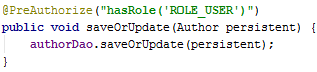 @PreAuthorize("hasRole('ROLE_USER')")
public void saveOrUpdate(Author persistent) {
    authorDao.saveOrUpdate(persistent);
}